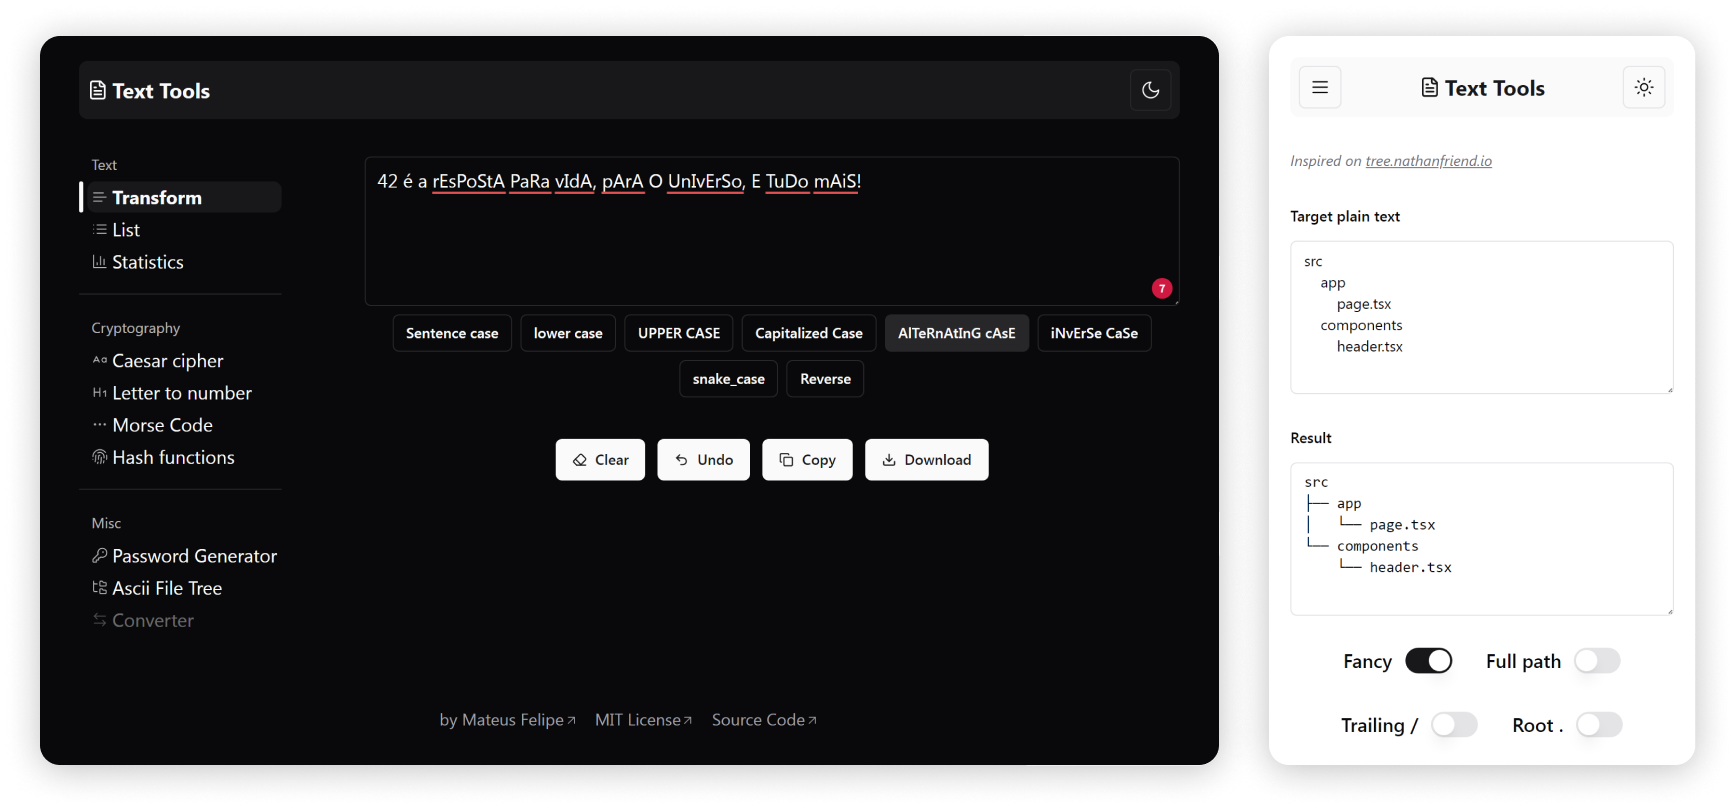 Text Tools
Text
Transform
List
Statistics
Cryptography
Caesar cipher
Letter to number
Morse Code
Hash functions
Misc
Password Generator
Ascii File Tree
Converter
42 é a rEsPoStA PaRa vIdA, pArA O UnIvErSo, E TuDo mAiS!
7
Sentence case lower case UPPER CASE Capitalized Case AlTeRnAtInG cAsE iNvErSe CaSe
snake_case Reverse
Clear Undo Copy Download
by Mateus Felipe MIT License Source Code
Text Tools
Inspired on tree.nathanfriend.io
Target plain text
src
app
page.tsx
components
header.tsx
Result
src
├── app
│   └── page.tsx
└── components
    └── header.tsx
Fancy Full path
Trailing / Root .